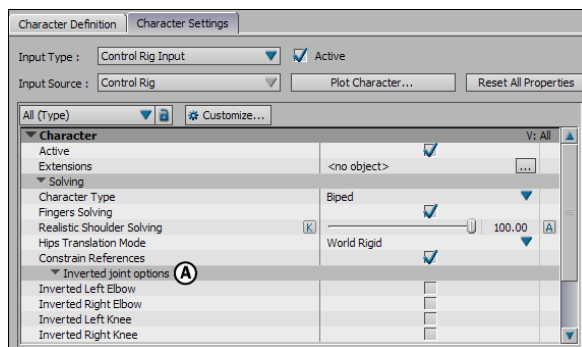 Character Definition Character Settings
Input Type : Control Rig Input Active
Input Source : Control Rig Plot Character... Reset All Properties
All (Type) Customize...
Character V: All
Active
Extensions <no object> ...
Solving
Character Type Biped
Fingers Solving
Realistic Shoulder Solving K 100.00 A
Hips Translation Mode World Rigid
Constrain References
Inverted joint options A
Inverted Left Elbow
Inverted Right Elbow
Inverted Left Knee
Inverted Right Knee